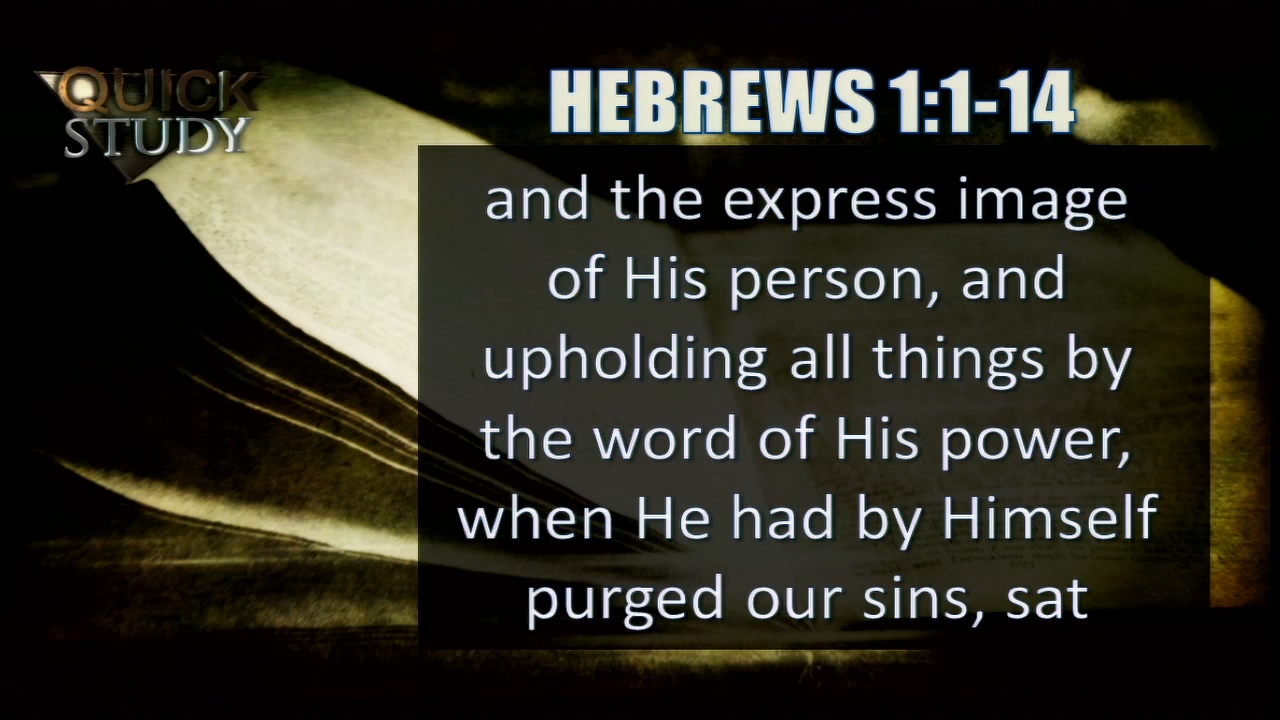 QUICK
STUDY
HEBREWS 1:1-14
and the express image
of His person, and
upholding all things by
the word of His power,
when He had by Himself
purged our sins, sat